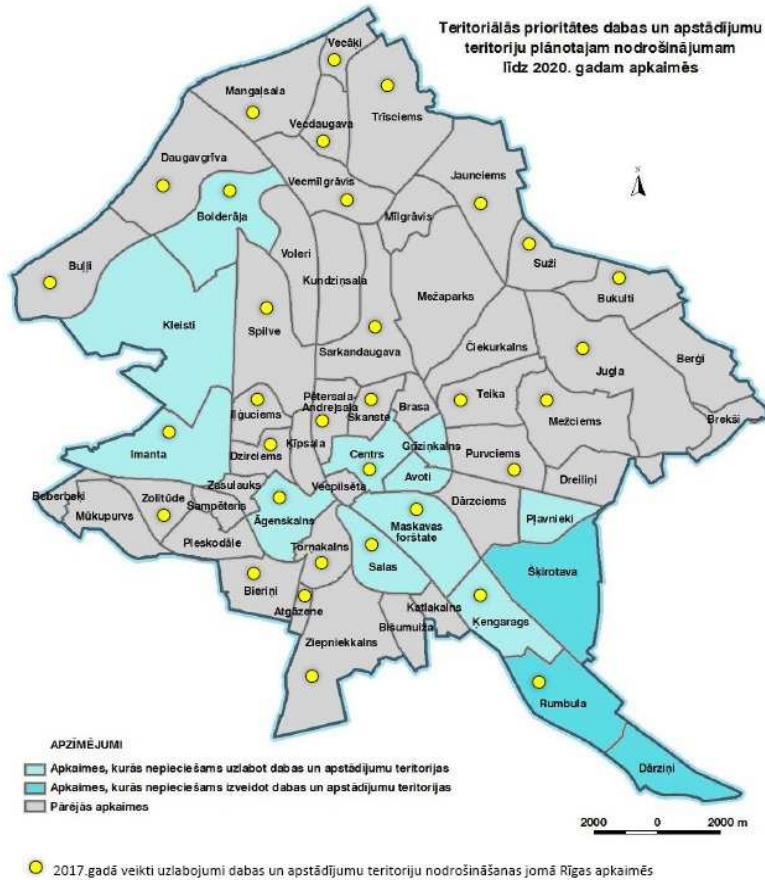 Teritoriālās prioritātes dabas un apstādījumu
teritoriju plānotajam nodrošinājumam
līdz 2020. gadam apkaimēs
Vecāķi
Mangaļsala
Trīsciems
Vecdaugava
Daugavgrīva
Jaunciems
Vecmīlgrāvis
N
Bolderāja
Mīlgrāvis
Voleri
Suži
Buļļi
Kundziņsala
Bukulti
Mežaparks
Kleisti
Spilve
Čiekurkalns
Sarkandaugava
Berģi
Jugla
Pētersala-
Andrejsala
Teika
Iļģuciems
Skanste
Brasa
Mežciems
Brekši
Ķīpsala
Grīziņkalns
Imanta
Dzirciems
Centrs
Purvciems
Avoti
Dreiliņi
Zasulauks
Vecpilsēta
Beberbeķi
Zolitūde
Dārzciems
Mūkupurvs
Sampēteris
Āgenskalns
Maskavas
forštate
Pļavnieki
Pleskodāle
Torņakalns
Salas
Šķirotava
Bieriņi
Atgāzene
Katlakalns
Ķengarags
Bišumuiža
Ziepniekkalns
Rumbula
Dārziņi
APZĪMĒJUMI
Apkaimes, kurās nepieciešams uzlabot dabas un apstādījumu teritorijas
Apkaimes, kurās nepieciešams izveidot dabas un apstādījumu teritorijas
Pārējās apkaimes
2000 0 2000 m
2017.gadā veikti uzlabojumi dabas un apstādījumu teritoriju nodrošināšanas jomā Rīgas apkaimēs